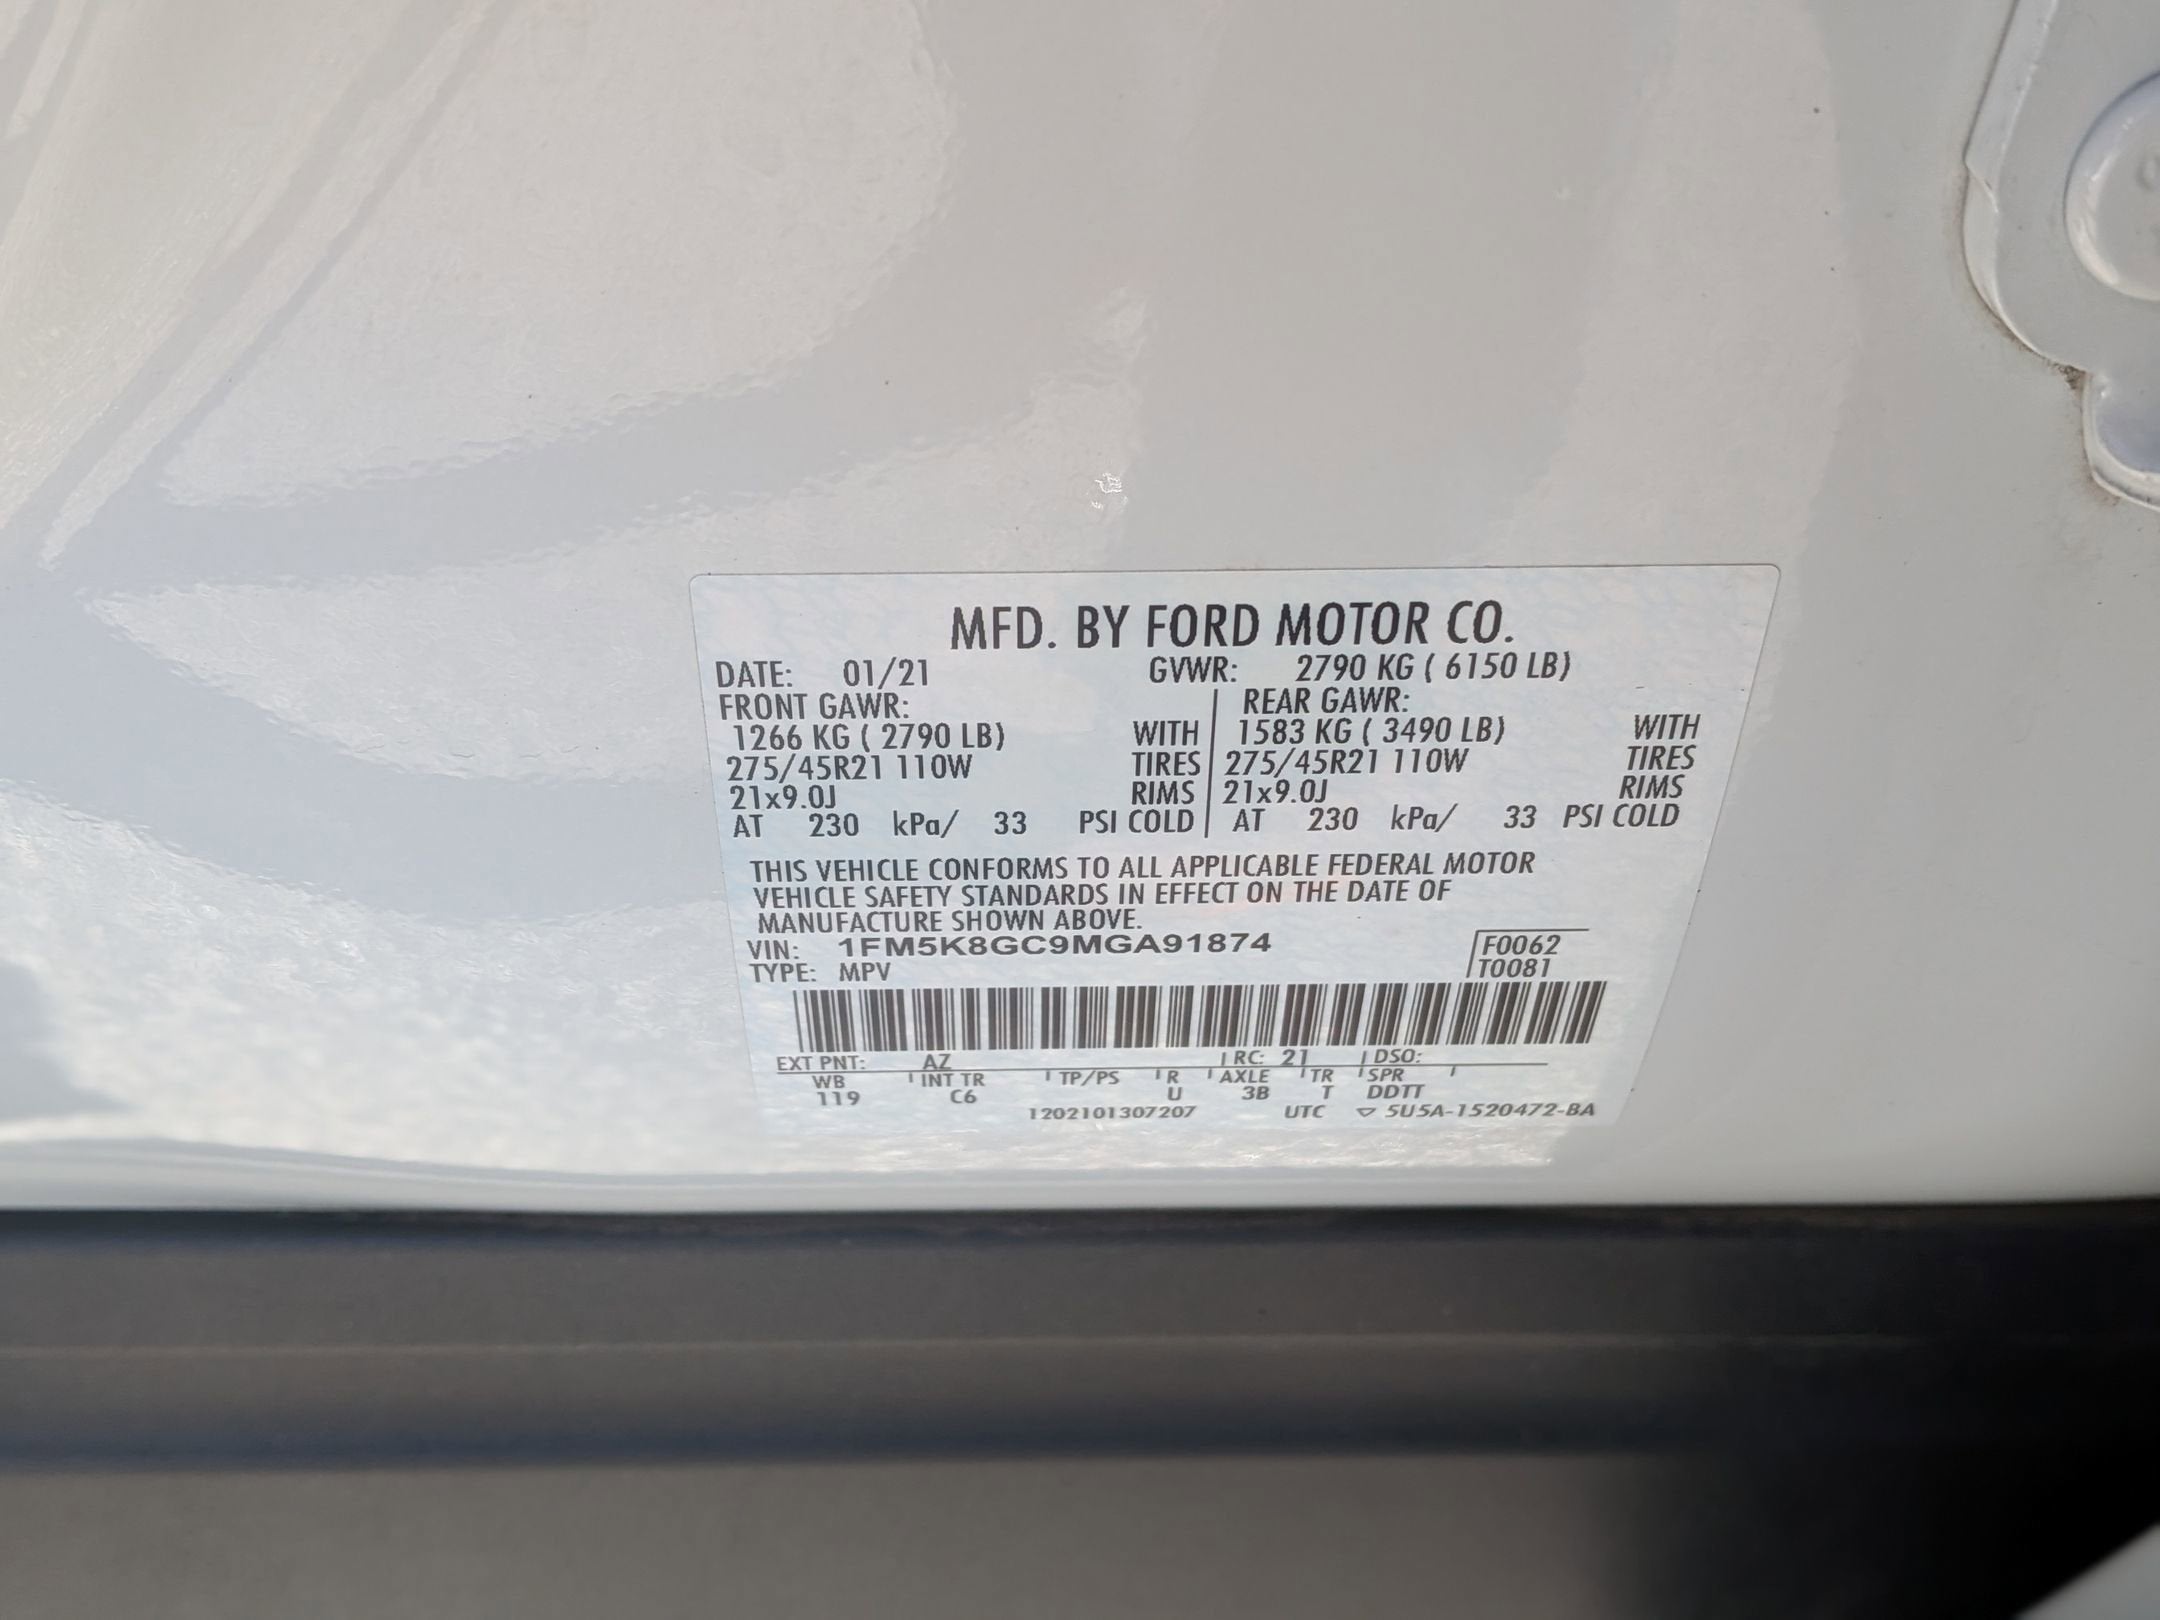 MFD. BY FORD MOTOR CO.
DATE: 01/21 GVWR: 2790 KG ( 6150 LB)
FRONT GAWR: REAR GAWR:
1266 KG ( 2790 LB) WITH 1583 KG ( 3490 LB) WITH
275/45R21 110W TIRES 275/45R21 110W TIRES
21x9.0J RIMS 21x9.0J RIMS
AT 230 kPa/ 33 PSI COLD AT 230 kPa/ 33 PSI COLD
THIS VEHICLE CONFORMS TO ALL APPLICABLE FEDERAL MOTOR
VEHICLE SAFETY STANDARDS IN EFFECT ON THE DATE OF
MANUFACTURE SHOWN ABOVE.
VIN: 1FM5K8GC9MGA91874 F0062
TYPE: MPV T0081
EXT PNT: AZ RC: 21 DSO:
WB INT TR TP/PS R AXLE TR SPR
119 C6 U 3B T DDTT
1202101307207 UTC ▽ 5U5A-1520472-BA